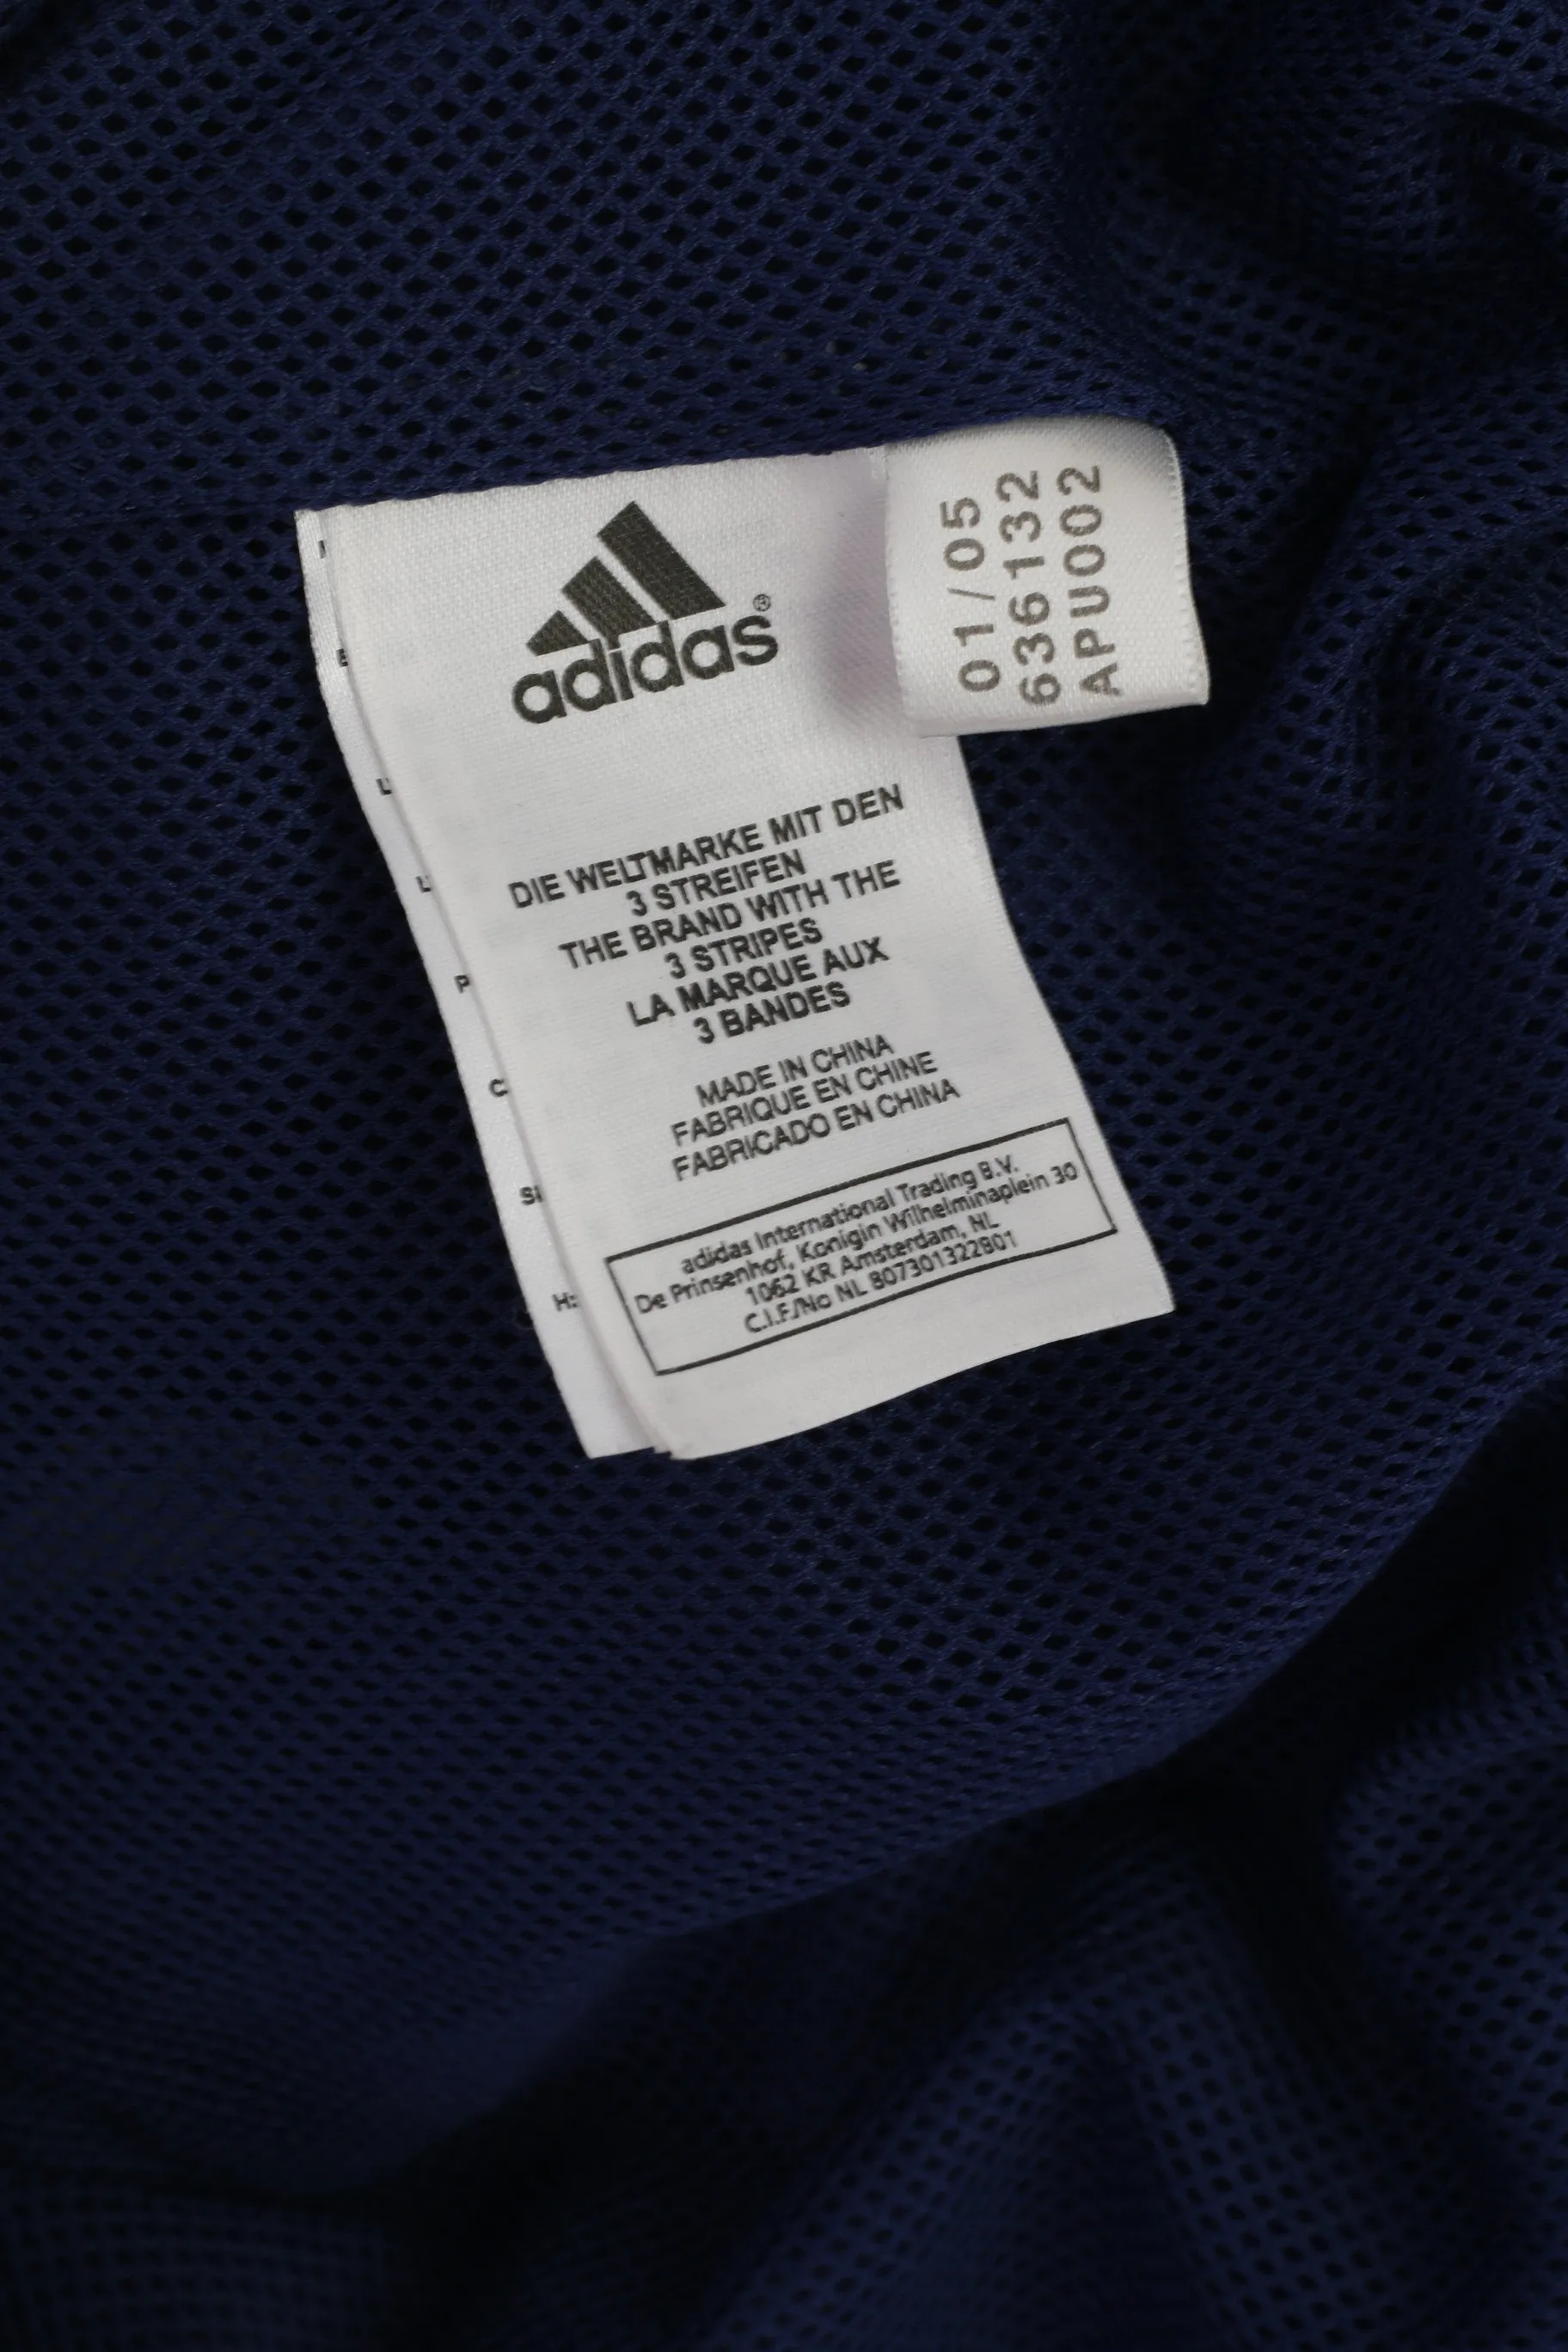 adidas®
DIE WELTMARKE MIT DEN
3 STREIFEN
THE BRAND WITH THE
3 STRIPES
LA MARQUE AUX
3 BANDES
MADE IN CHINA
FABRIQUE EN CHINE
FABRICADO EN CHINA
adidas International Trading B.V.
De Prinsenhof, Konigin Wilhelminaplein 30
1062 KR Amsterdam, NL
C.I.F./No NL 807301322B01
01/05
636132
APU002